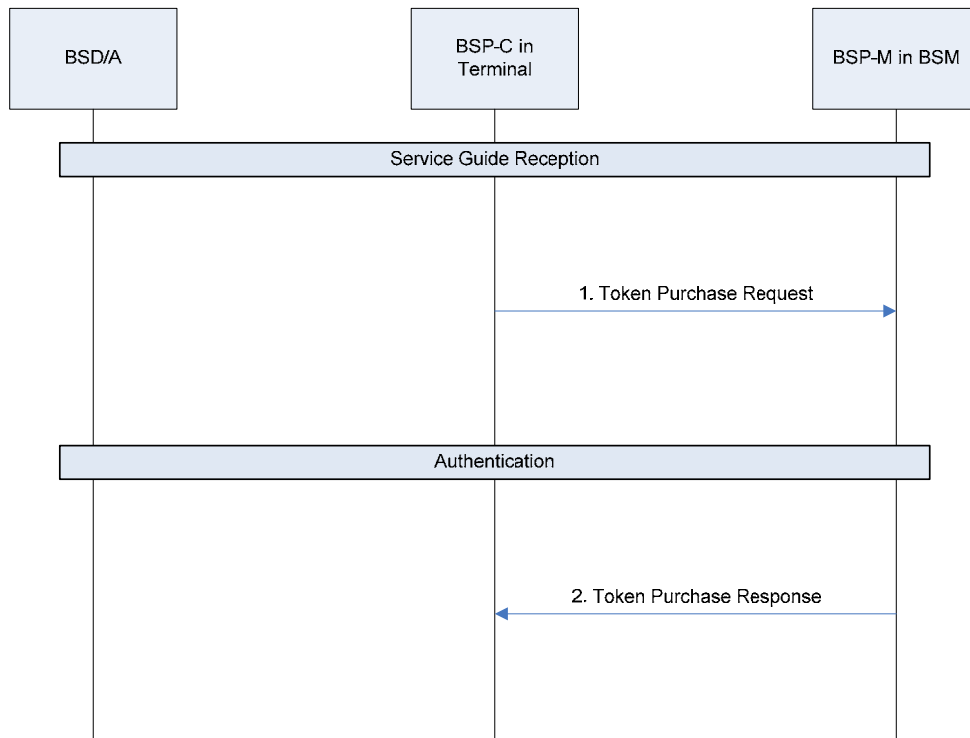 BSD/A
BSP-C in
Terminal
BSP-M in BSM
Service Guide Reception
1. Token Purchase Request
Authentication
2. Token Purchase Response